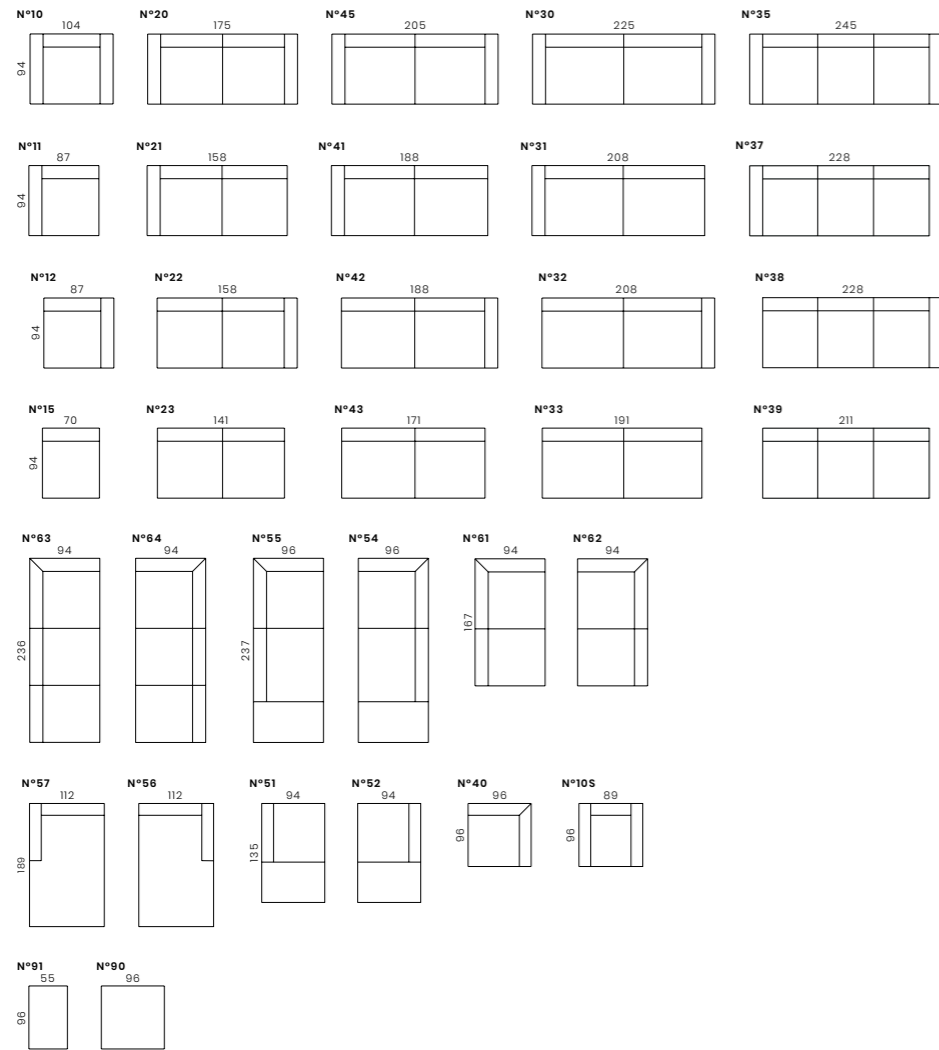 N°10 N°20 N°45 N°30 N°35
104 175 205 225 245
94
N°11 N°21 N°41 N°31 N°37
87 158 188 208 228
94
N°12 N°22 N°42 N°32 N°38
87 158 188 208 228
94
N°15 N°23 N°43 N°33 N°39
70 141 171 191 211
94
N°63 N°64 N°55 N°54 N°61 N°62
94 94 96 96 94 94
236 237 167
N°57 N°56 N°51 N°52 N°40 N°10S
112 112 94 94 96 89
189 135 96 96
N°91 N°90
55 96
96